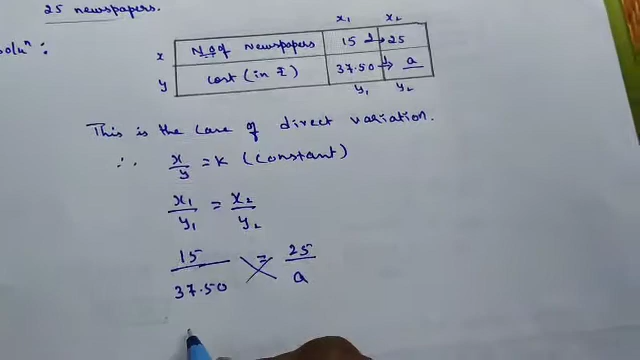 25 newspapers.
Soluⁿ :
x₁ x₂
x No of newspapers 15 25
y Cost (in ₹) 37.50 a
y₁ y₂
This is the case of direct variation.
∴ x/y = K (Constant)
x₁/y₁ = x₂/y₂
15/37.50 = 25/a